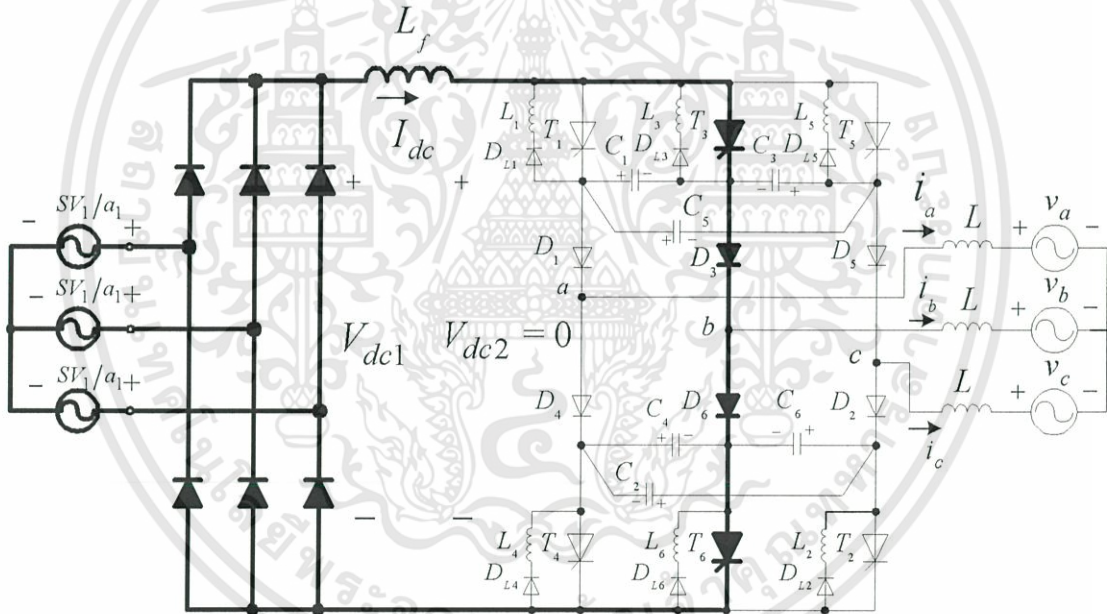 L_f
I_dc
L_1 T_1 L_3 T_3 L_5 T_5
D_L1 C_1 D_L3 C_3 D_L5
+ - - +
C_5
+ -
SV_1/a_1
- +
SV_1/a_1
- +
SV_1/a_1
- +
+ +
V_dc1 V_dc2 = 0
- -
D_1 D_3 D_5
a
b
c
i_a L + v_a -
i_b L + v_b -
i_c L + v_c -
D_4 C_4 D_6 C_6 D_2
+ - - +
C_2
- +
L_4 T_4 L_6 T_6 L_2 T_2
D_L4 D_L6 D_L2